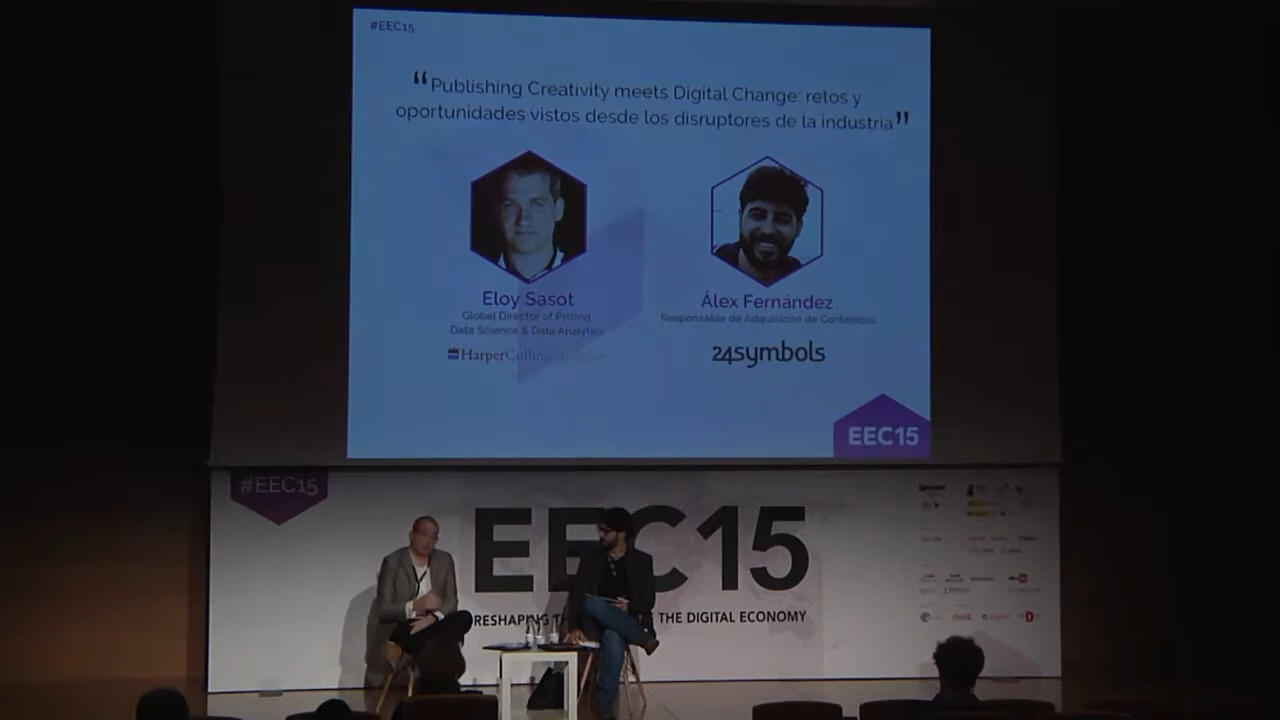 #EEC15
“Publishing Creativity meets Digital Change: retos y
oportunidades vistos desde los disruptores de la industria”
Eloy Sasot
Global Director of Pricing
Data Science & Data Analytics
HarperCollins
Álex Fernández
Responsable de Adquisición de Contenidos
24symbols
EEC15
#EEC15
EEC15
RESHAPING THE DIGITAL ECONOMY